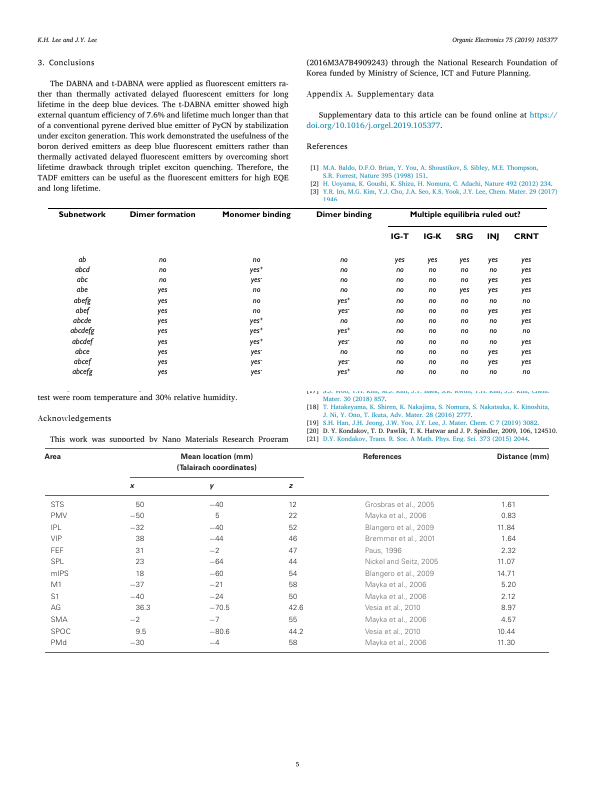 K.H. Lee and J.Y. Lee
Organic Electronics 75 (2019) 105377
3. Conclusions
The DABNA and t-DABNA were applied as fluorescent emitters ra-
ther than thermally activated delayed fluorescent emitters for long
lifetime in the deep blue devices. The t-DABNA emitter showed high
external quantum efficiency of 7.6% and lifetime much longer than that
of a conventional pyrene derived blue emitter of PyCN by stabilization
under exciton generation. This work demonstrated the usefulness of the
boron derived emitters as deep blue fluorescent emitters rather than
thermally activated delayed fluorescent emitters by overcoming short
lifetime drawback through triplet exciton quenching. Therefore, the
TADF emitters can be useful as the fluorescent emitters for high EQE
and long lifetime.
(2016M3A7B4909243) through the National Research Foundation of
Korea funded by Ministry of Science, ICT and Future Planning.
Appendix A. Supplementary data
Supplementary data to this article can be found online at https://
doi.org/10.1016/j.orgel.2019.105377.
References
[1] M.A. Baldo, D.F.O. Brian, Y. You, A. Shoustikov, S. Sibley, M.E. Thompson,
S.R. Forrest, Nature 395 (1998) 151.
[2] H. Uoyama, K. Goushi, K. Shizu, H. Nomura, C. Adachi, Nature 492 (2012) 234.
[3] Y.R. Im, M.G. Kim, Y.J. Cho, J.A. Seo, K.S. Yook, J.Y. Lee, Chem. Mater. 29 (2017)
1946.
Subnetwork Dimer formation Monomer binding Dimer binding Multiple equilibria ruled out?
IG-T IG-K SRG INJ CRNT
ab no no no yes yes yes yes yes
abcd no yes+ no no no no no yes
abc no yes- no no no no yes yes
abe yes no no no no yes yes yes
abefg yes no yes+ no no no no no
abef yes no yes- no no no yes yes
abcde yes yes+ no no no no no yes
abcdefg yes yes+ yes+ no no no no no
abcdef yes yes+ yes- no no no no yes
abce yes yes- no no no no yes yes
abcef yes yes- yes- no no no yes yes
abcefg yes yes- yes+ no no no no no
test were room temperature and 30% relative humidity.
Acknowledgements
This work was supported by Nano Materials Research Program
Mater. 30 (2018) 857.
[18] T. Hatakeyama, K. Shiren, K. Nakajima, S. Nomura, S. Nakatsuka, K. Kinoshita,
J. Ni, Y. Ono, T. Ikuta, Adv. Mater. 28 (2016) 2777.
[19] S.H. Han, J.H. Jeong, J.W. Yoo, J.Y. Lee, J. Mater. Chem. C 7 (2019) 3082.
[20] D. Y. Kondakov, T. D. Pawlik, T. K. Hatwar and J. P. Spindler, 2009, 106, 124510.
[21] D.Y. Kondakov, Trans. R. Soc. A Math. Phys. Eng. Sci. 373 (2015) 2044.
Area Mean location (mm) References Distance (mm)
(Talairach coordinates)
x y z
STS 50 −40 12 Grosbras et al., 2005 1.61
PMV −50 5 22 Mayka et al., 2006 0.83
IPL −32 −40 52 Blangero et al., 2009 11.84
VIP 38 −44 46 Bremmer et al., 2001 1.64
FEF 31 −2 47 Paus, 1996 2.32
SPL 23 −64 44 Nickel and Seitz, 2005 11.07
mIPS 18 −60 54 Blangero et al., 2009 14.71
M1 −37 −21 58 Mayka et al., 2006 5.20
S1 −40 −24 50 Mayka et al., 2006 2.12
AG 36.3 −70.5 42.6 Vesia et al., 2010 8.97
SMA −2 −7 55 Mayka et al., 2006 4.57
SPOC 9.5 −80.6 44.2 Vesia et al., 2010 10.44
PMd −30 −4 58 Mayka et al., 2006 11.30
5